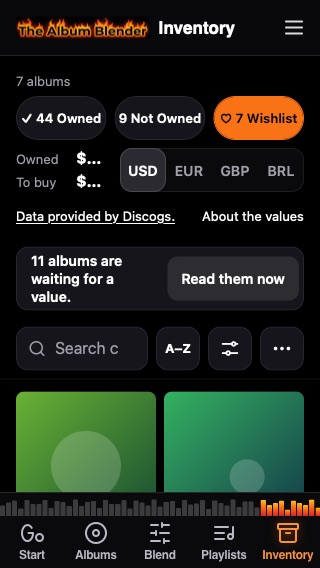 The Album Blender Inventory
7 albums
44 Owned
9 Not Owned
7 Wishlist
Owned $...
To buy $...
USD EUR GBP BRL
Data provided by Discogs. About the values
11 albums are
waiting for a
value.
Read them now
Search c
A–Z
Start Albums Blend Playlists Inventory